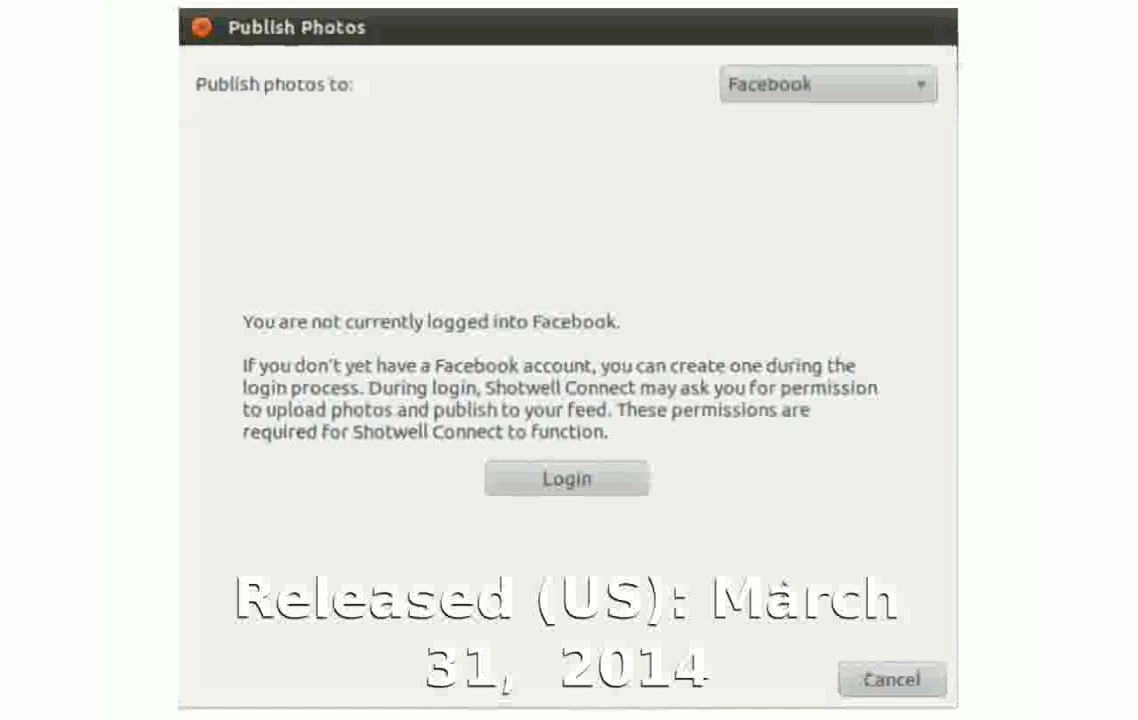 Publish Photos
Publish photos to:
Facebook
You are not currently logged into Facebook.
If you don't yet have a Facebook account, you can create one during the
login process. During login, Shotwell Connect may ask you for permission
to upload photos and publish to your feed. These permissions are
required for Shotwell Connect to function.
Login
Released (US): March
31, 2014
Cancel